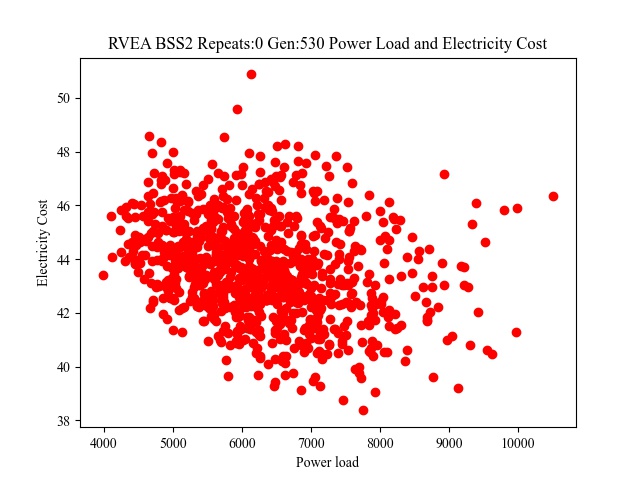 RVEA BSS2 Repeats:0 Gen:530 Power Load and Electricity Cost
50
48
46
44
42
40
38
Electricity Cost
4000 5000 6000 7000 8000 9000 10000
Power load